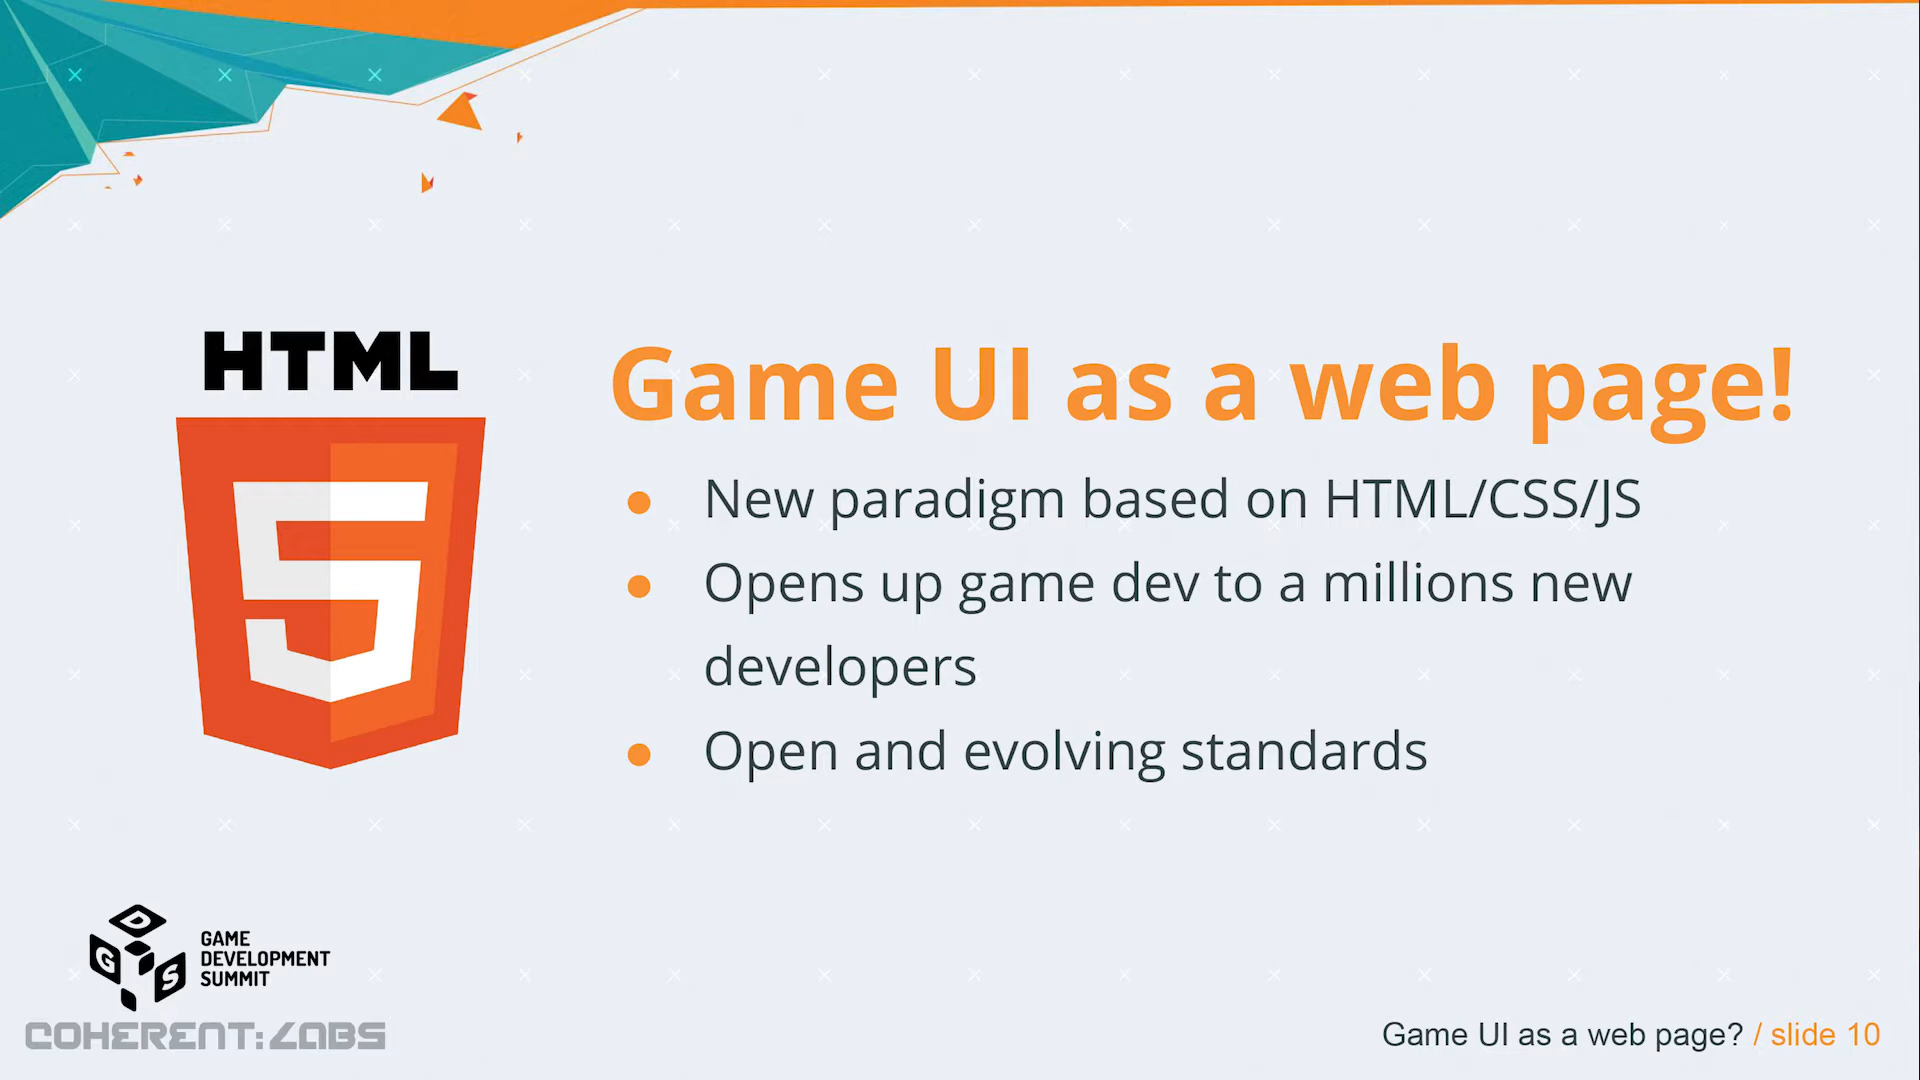 HTML
5
Game UI as a web page!
● New paradigm based on HTML/CSS/JS
● Opens up game dev to a millions new
developers
● Open and evolving standards
D
G
S
GAME
DEVELOPMENT
SUMMIT
COHERENT:LABS
Game UI as a web page? / slide 10